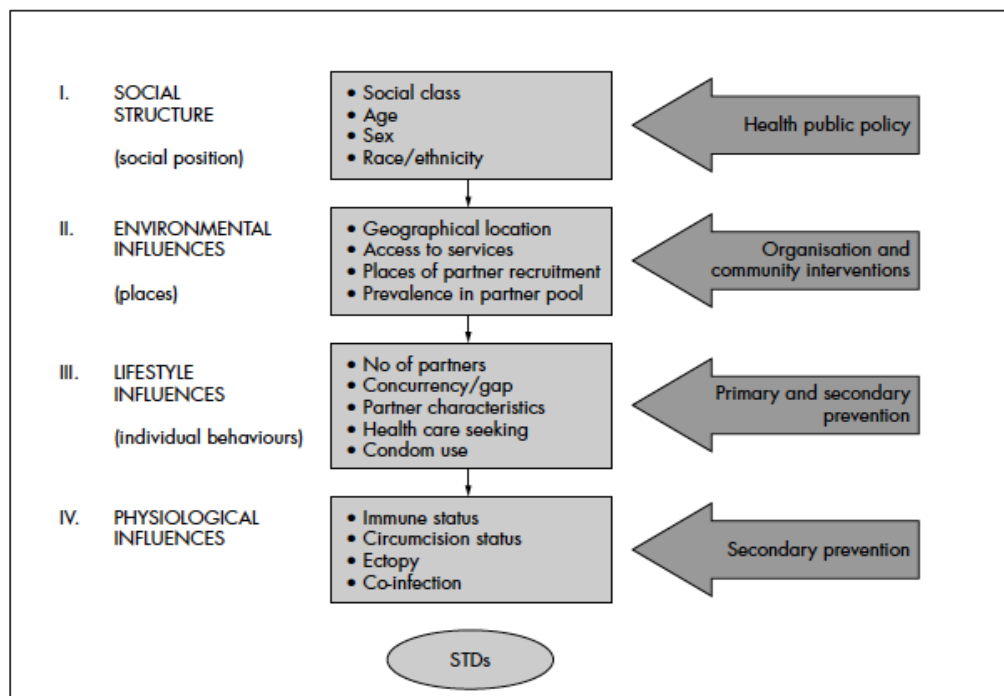 I. SOCIAL
STRUCTURE
(social position)
• Social class
• Age
• Sex
• Race/ethnicity
Health public policy
II. ENVIRONMENTAL
INFLUENCES
(places)
• Geographical location
• Access to services
• Places of partner recruitment
• Prevalence in partner pool
Organisation and
community interventions
III. LIFESTYLE
INFLUENCES
(individual behaviours)
• No of partners
• Concurrency/gap
• Partner characteristics
• Health care seeking
• Condom use
Primary and secondary
prevention
IV. PHYSIOLOGICAL
INFLUENCES
• Immune status
• Circumcision status
• Ectopy
• Co-infection
Secondary prevention
STDs